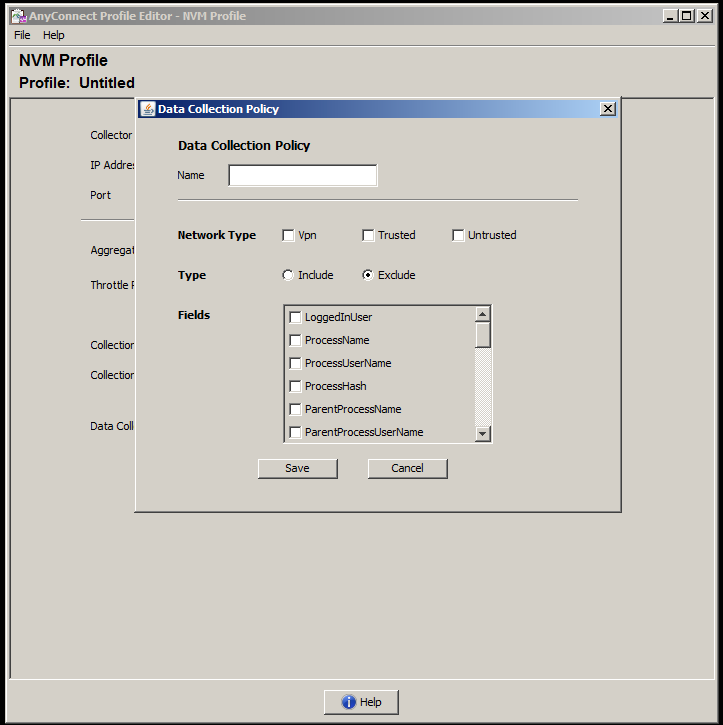 AnyConnect Profile Editor - NVM Profile
File Help
NVM Profile
Profile: Untitled
Data Collection Policy
Collector
Data Collection Policy
IP Addres
Name
Port
Network Type Vpn Trusted Untrusted
Aggregat
Type Include Exclude
Throttle
Fields LoggedInUser
ProcessName
Collection
ProcessUserName
Collection
ProcessHash
ParentProcessName
Data Coll
ParentProcessUserName
Save Cancel
Help